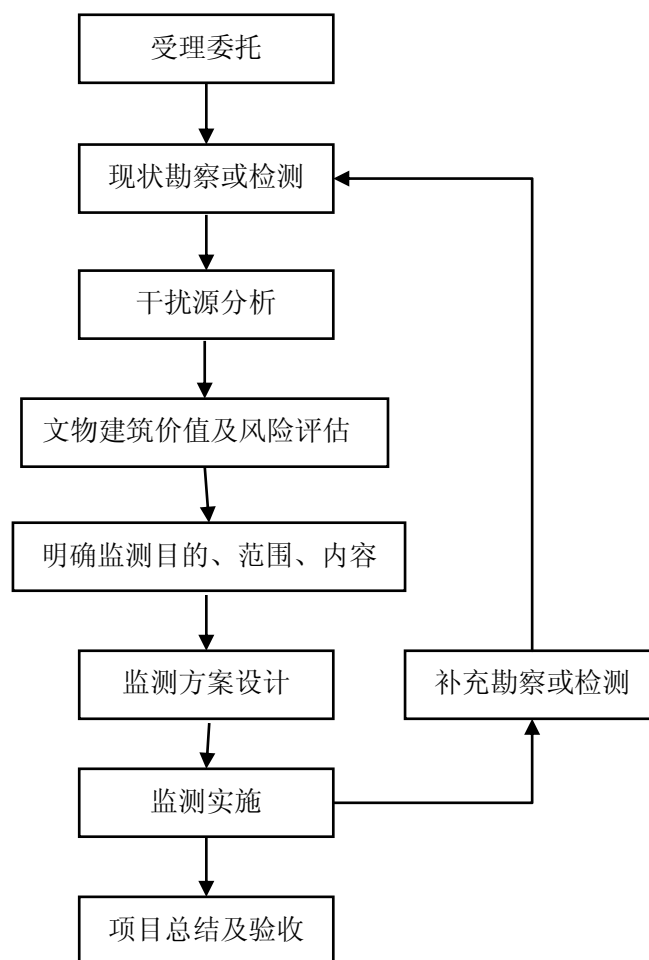 受理委托
现状勘察或检测
干扰源分析
文物建筑价值及风险评估
明确监测目的、范围、内容
监测方案设计
补充勘察或检测
监测实施
项目总结及验收